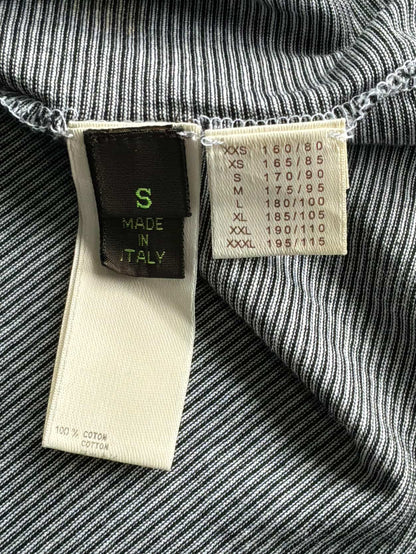 S
MADE
IN
ITALY
100% COTON
COTTON
XXS 160/80
XS 165/85
S 170/90
M 175/95
L 180/100
XL 185/105
XXL 190/110
XXXL 195/115